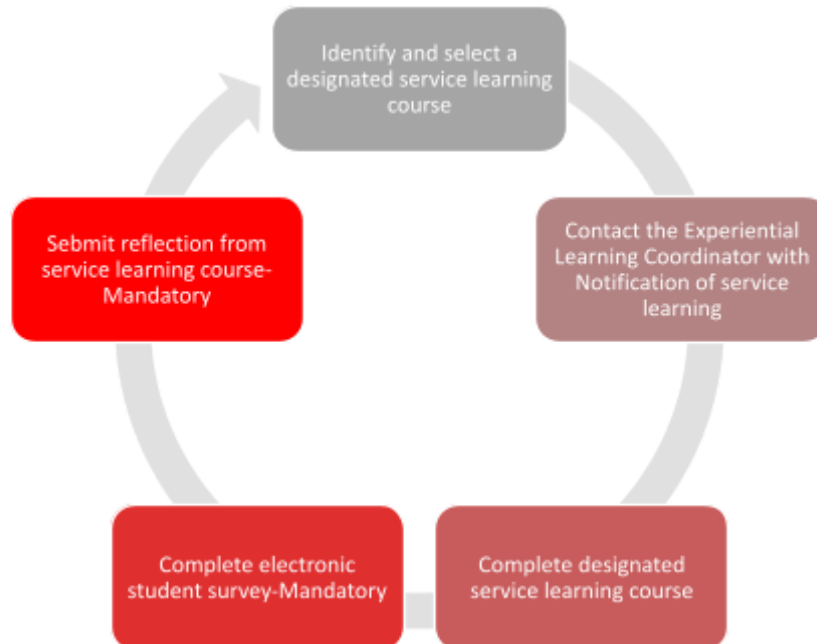 Identify and select a
designated service learning
course
Contact the Experiential
Learning Coordinator with
Notification of service
learning
Complete designated
service learning course
Complete electronic
student survey-Mandatory
Sebmit reflection from
service learning course-
Mandatory